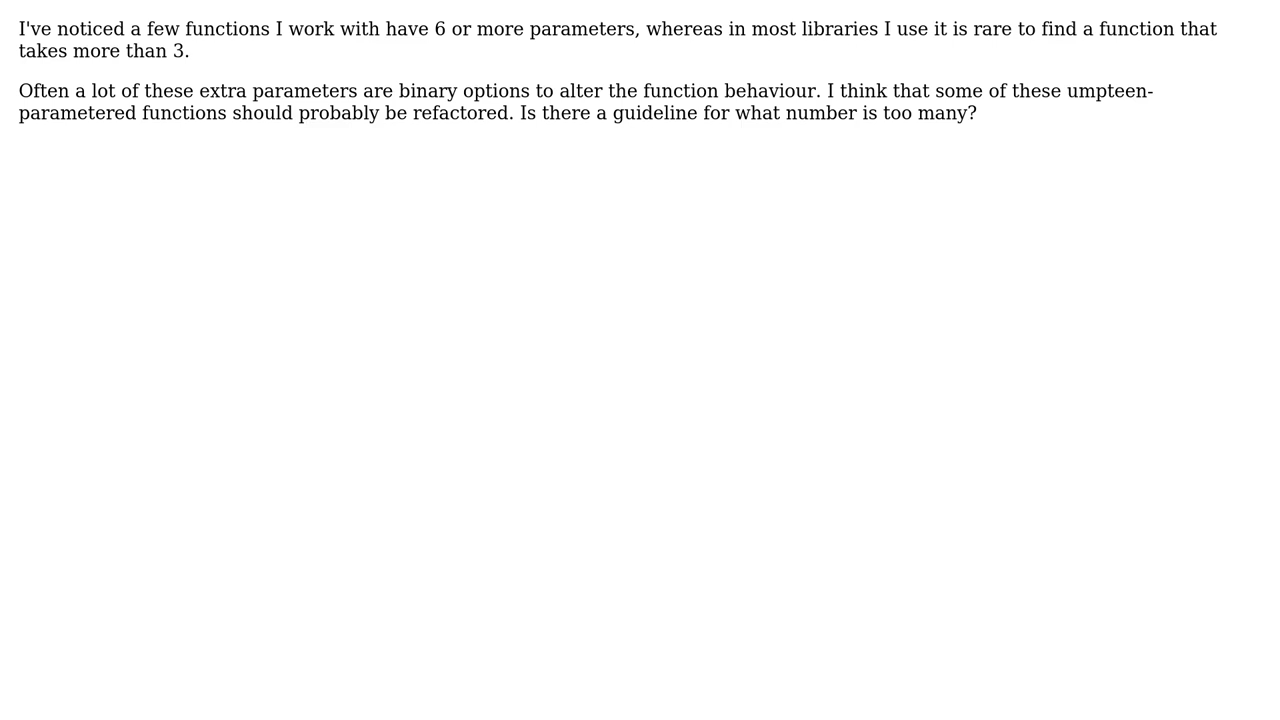 I've noticed a few functions I work with have 6 or more parameters, whereas in most libraries I use it is rare to find a function that
takes more than 3.
Often a lot of these extra parameters are binary options to alter the function behaviour. I think that some of these umpteen-
parametered functions should probably be refactored. Is there a guideline for what number is too many?